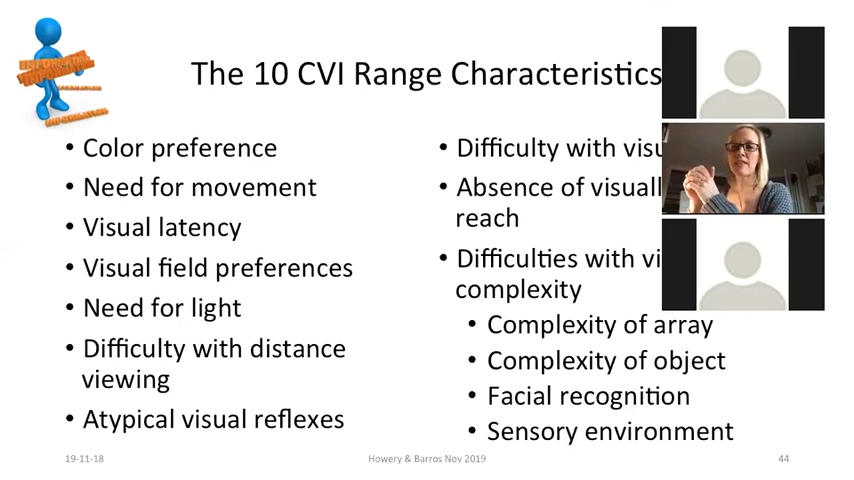 The 10 CVI Range Characteristics
• Color preference
• Need for movement
• Visual latency
• Visual field preferences
• Need for light
• Difficulty with distance
viewing
• Atypical visual reflexes
• Difficulty with visu
• Absence of visuall
reach
• Difficulties with vi
complexity
• Complexity of array
• Complexity of object
• Facial recognition
• Sensory environment
19-11-18
Howery & Barros Nov 2019
44